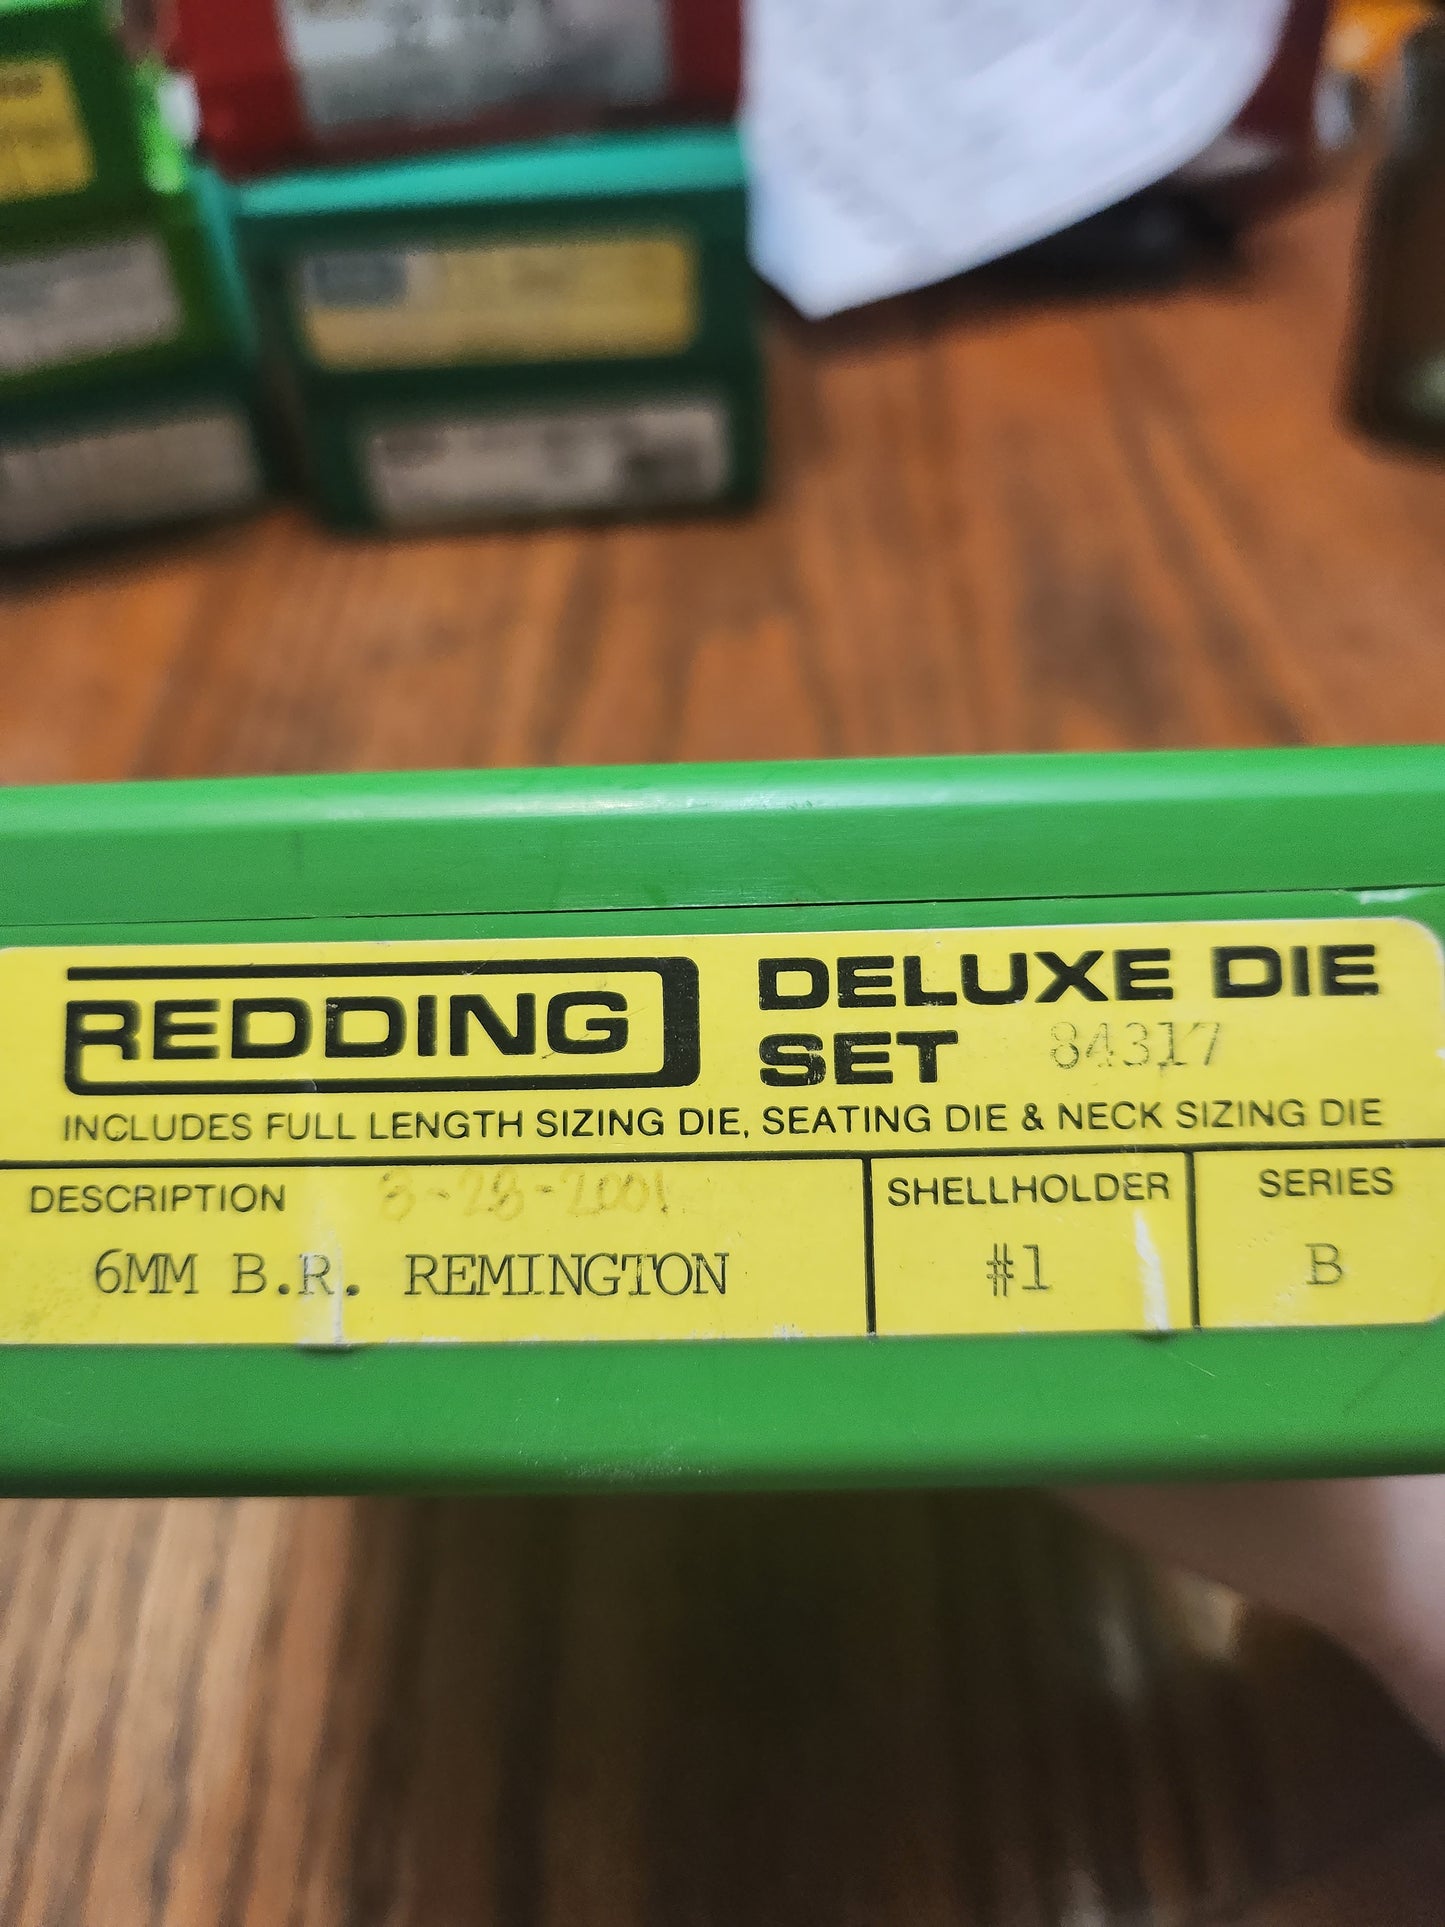 REDDING DELUXE DIE
SET 84317
INCLUDES FULL LENGTH SIZING DIE, SEATING DIE & NECK SIZING DIE
DESCRIPTION 3-28-2001 SHELLHOLDER SERIES
6MM B.R. REMINGTON #1 B